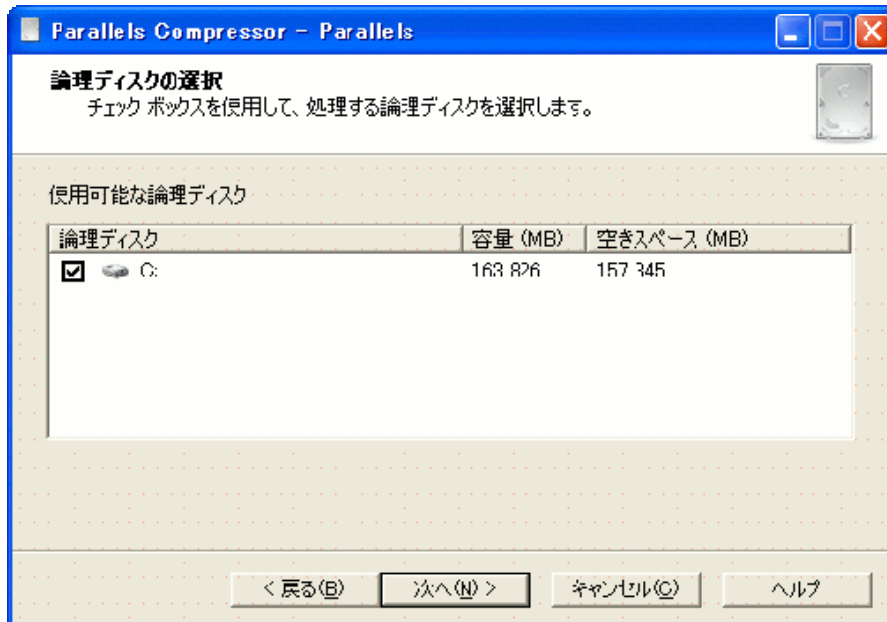 Parallels Compressor - Parallels
論理ディスクの選択
チェック ボックスを使用して、処理する論理ディスクを選択します。
使用可能な論理ディスク
論理ディスク 容量 (MB) 空きスペース (MB)
C: 163 826 157 345
< 戻る(B) 次へ(N) > キャンセル(C) ヘルプ